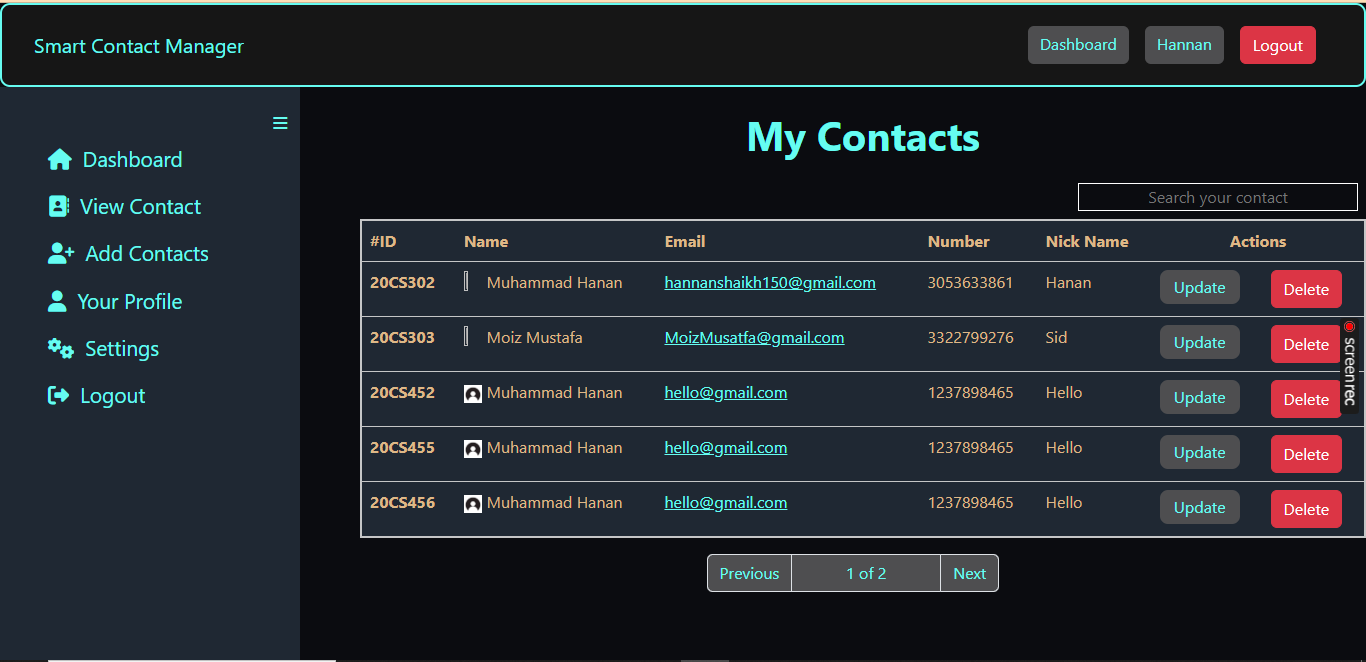 Smart Contact Manager Dashboard Hannan Logout
Dashboard
View Contact
Add Contacts
Your Profile
Settings
Logout
My Contacts
Search your contact
#ID Name Email Number Nick Name Actions
20CS302 Muhammad Hanan hannanshaikh150@gmail.com 3053633861 Hanan Update Delete
20CS303 Moiz Mustafa MoizMusatfa@gmail.com 3322799276 Sid Update Delete
20CS452 Muhammad Hanan hello@gmail.com 1237898465 Hello Update Delete
20CS455 Muhammad Hanan hello@gmail.com 1237898465 Hello Update Delete
20CS456 Muhammad Hanan hello@gmail.com 1237898465 Hello Update Delete
screen rec
Previous 1 of 2 Next